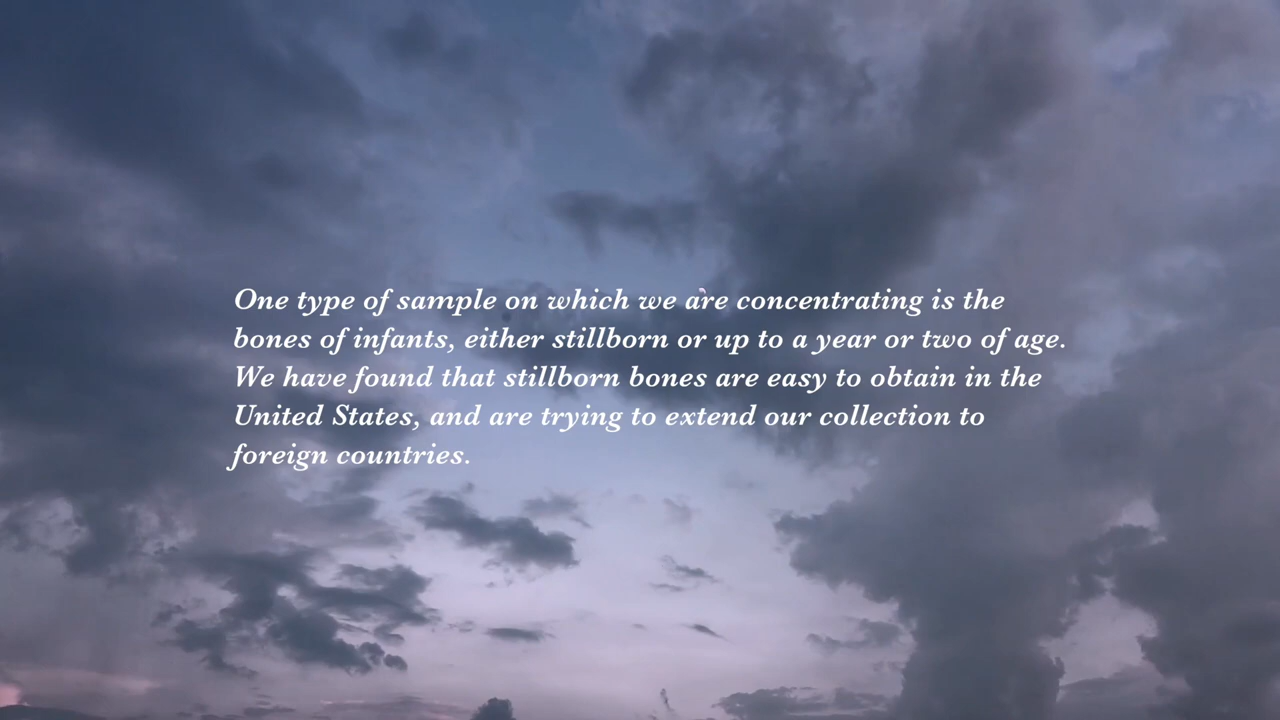 One type of sample on which we are concentrating is the
bones of infants, either stillborn or up to a year or two of age.
We have found that stillborn bones are easy to obtain in the
United States, and are trying to extend our collection to
foreign countries.